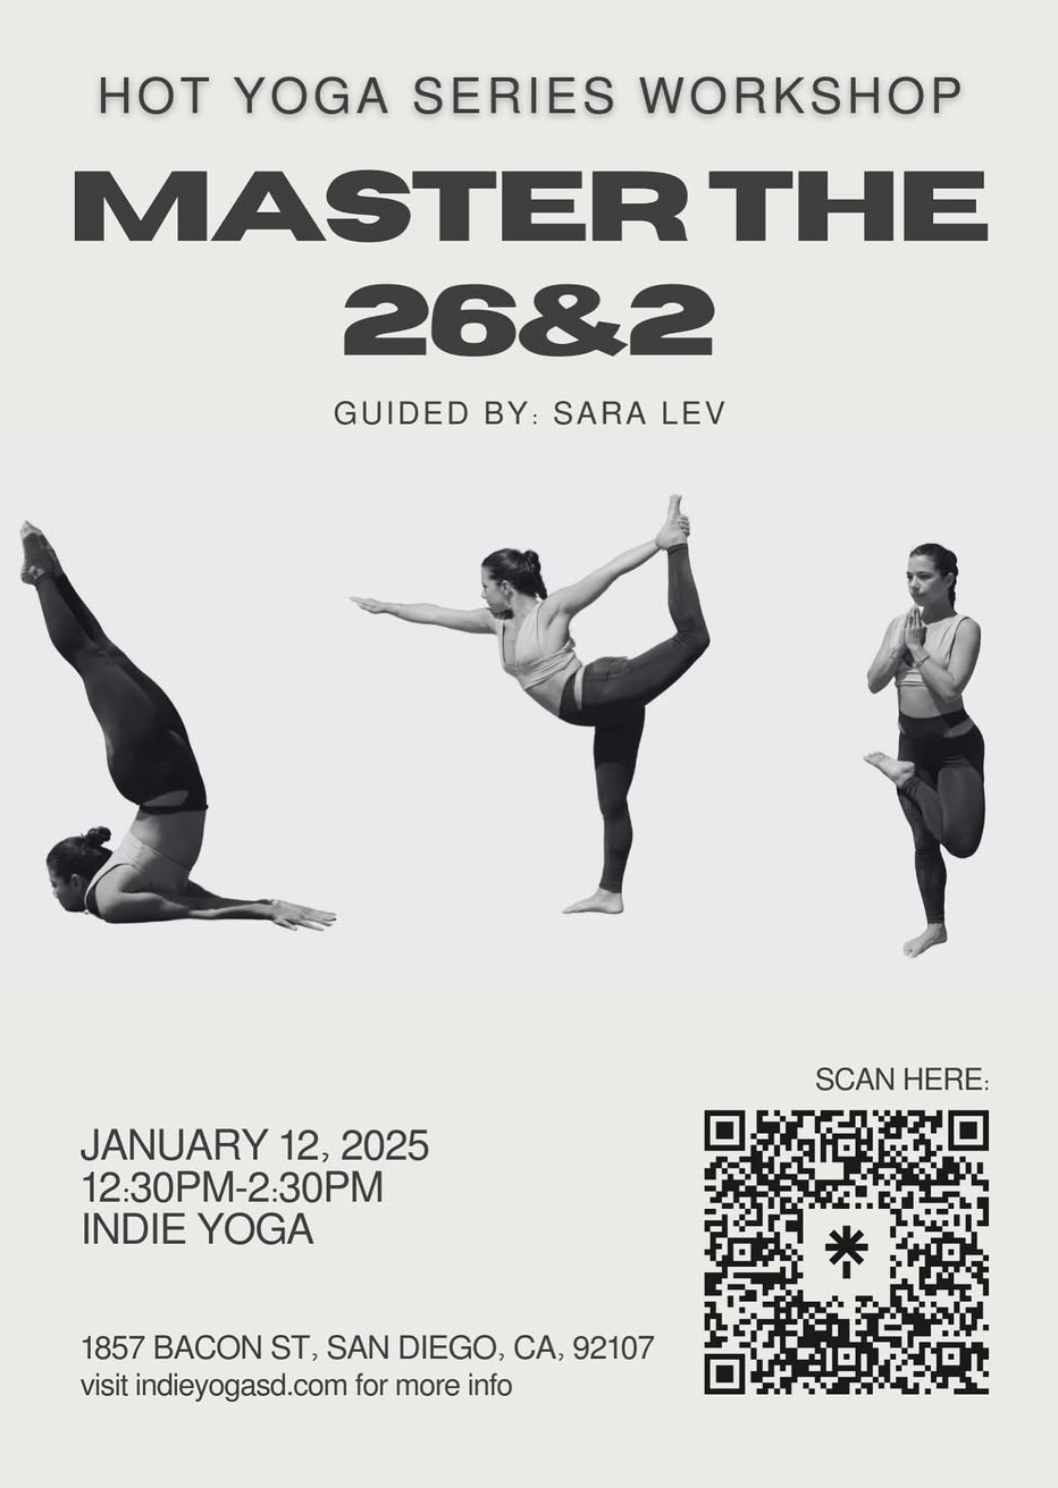 HOT YOGA SERIES WORKSHOP
MASTER THE
26&2
GUIDED BY: SARA LEV
SCAN HERE:
JANUARY 12, 2025
12:30PM-2:30PM
INDIE YOGA
1857 BACON ST, SAN DIEGO, CA, 92107
visit indieyogasd.com for more info